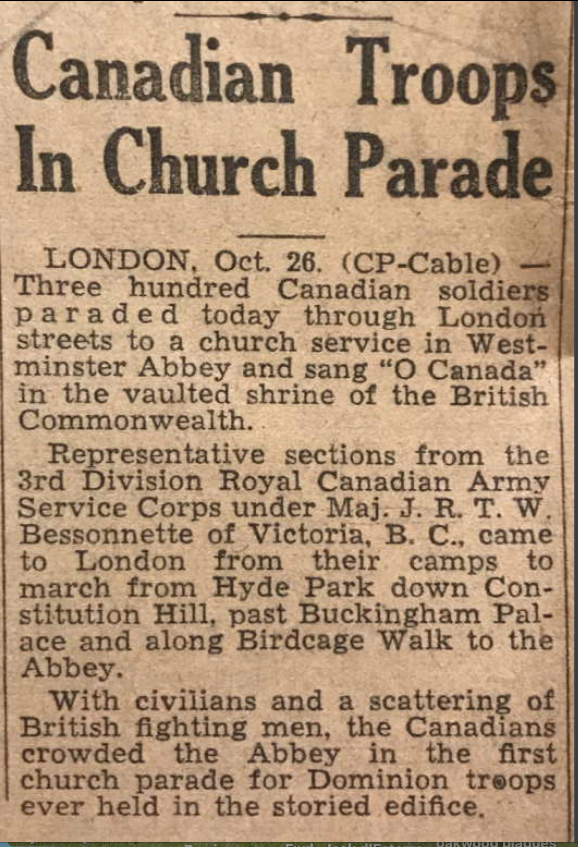 Canadian Troops
In Church Parade
LONDON, Oct. 26. (CP-Cable) —
Three hundred Canadian soldiers
paraded today through London
streets to a church service in West-
minster Abbey and sang “O Canada”
in the vaulted shrine of the British
Commonwealth.
Representative sections from the
3rd Division Royal Canadian Army
Service Corps under Maj. J. R. T. W.
Bessonnette of Victoria, B. C., came
to London from their camps to
march from Hyde Park down Con-
stitution Hill, past Buckingham Pal-
ace and along Birdcage Walk to the
Abbey.
With civilians and a scattering of
British fighting men, the Canadians
crowded the Abbey in the first
church parade for Dominion troops
ever held in the storied edifice.